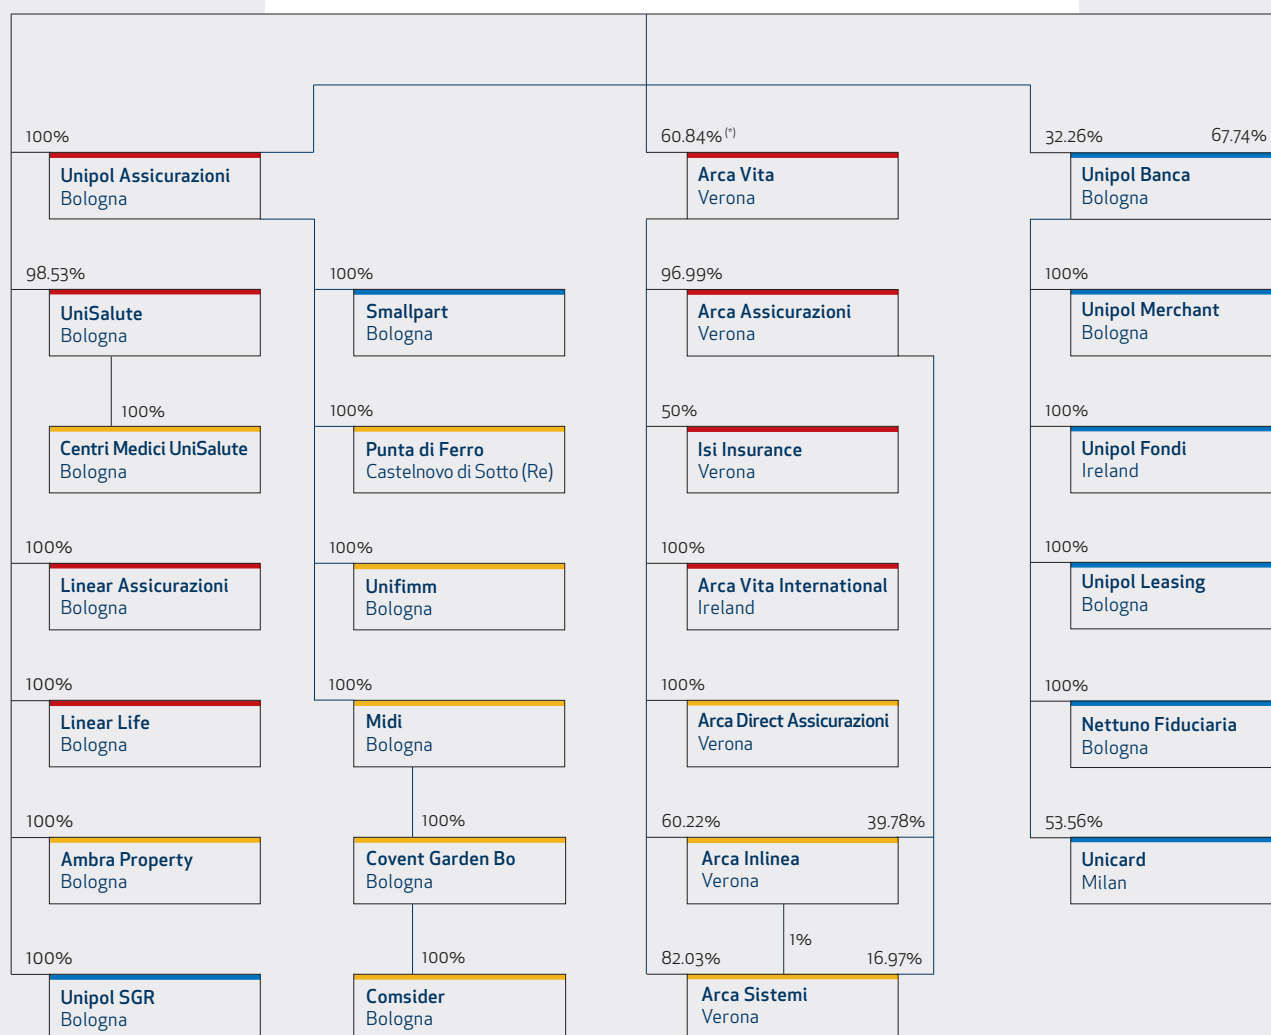 100%
Unipol Assicurazioni
Bologna
98.53%
UniSalute
Bologna
100%
Centri Medici UniSalute
Bologna
100%
Linear Assicurazioni
Bologna
100%
Linear Life
Bologna
100%
Ambra Property
Bologna
100%
Unipol SGR
Bologna
100%
Smallpart
Bologna
100%
Punta di Ferro
Castelnovo di Sotto (Re)
100%
Unifimm
Bologna
100%
Midi
Bologna
100%
Covent Garden Bo
Bologna
100%
Comsider
Bologna
60.84% (*)
Arca Vita
Verona
96.99%
Arca Assicurazioni
Verona
50%
Isi Insurance
Verona
100%
Arca Vita International
Ireland
100%
Arca Direct Assicurazioni
Verona
60.22% 39.78%
Arca Inlinea
Verona
1%
82.03% 16.97%
Arca Sistemi
Verona
32.26% 67.74%
Unipol Banca
Bologna
100%
Unipol Merchant
Bologna
100%
Unipol Fondi
Ireland
100%
Unipol Leasing
Bologna
100%
Nettuno Fiduciaria
Bologna
53.56%
Unicard
Milan